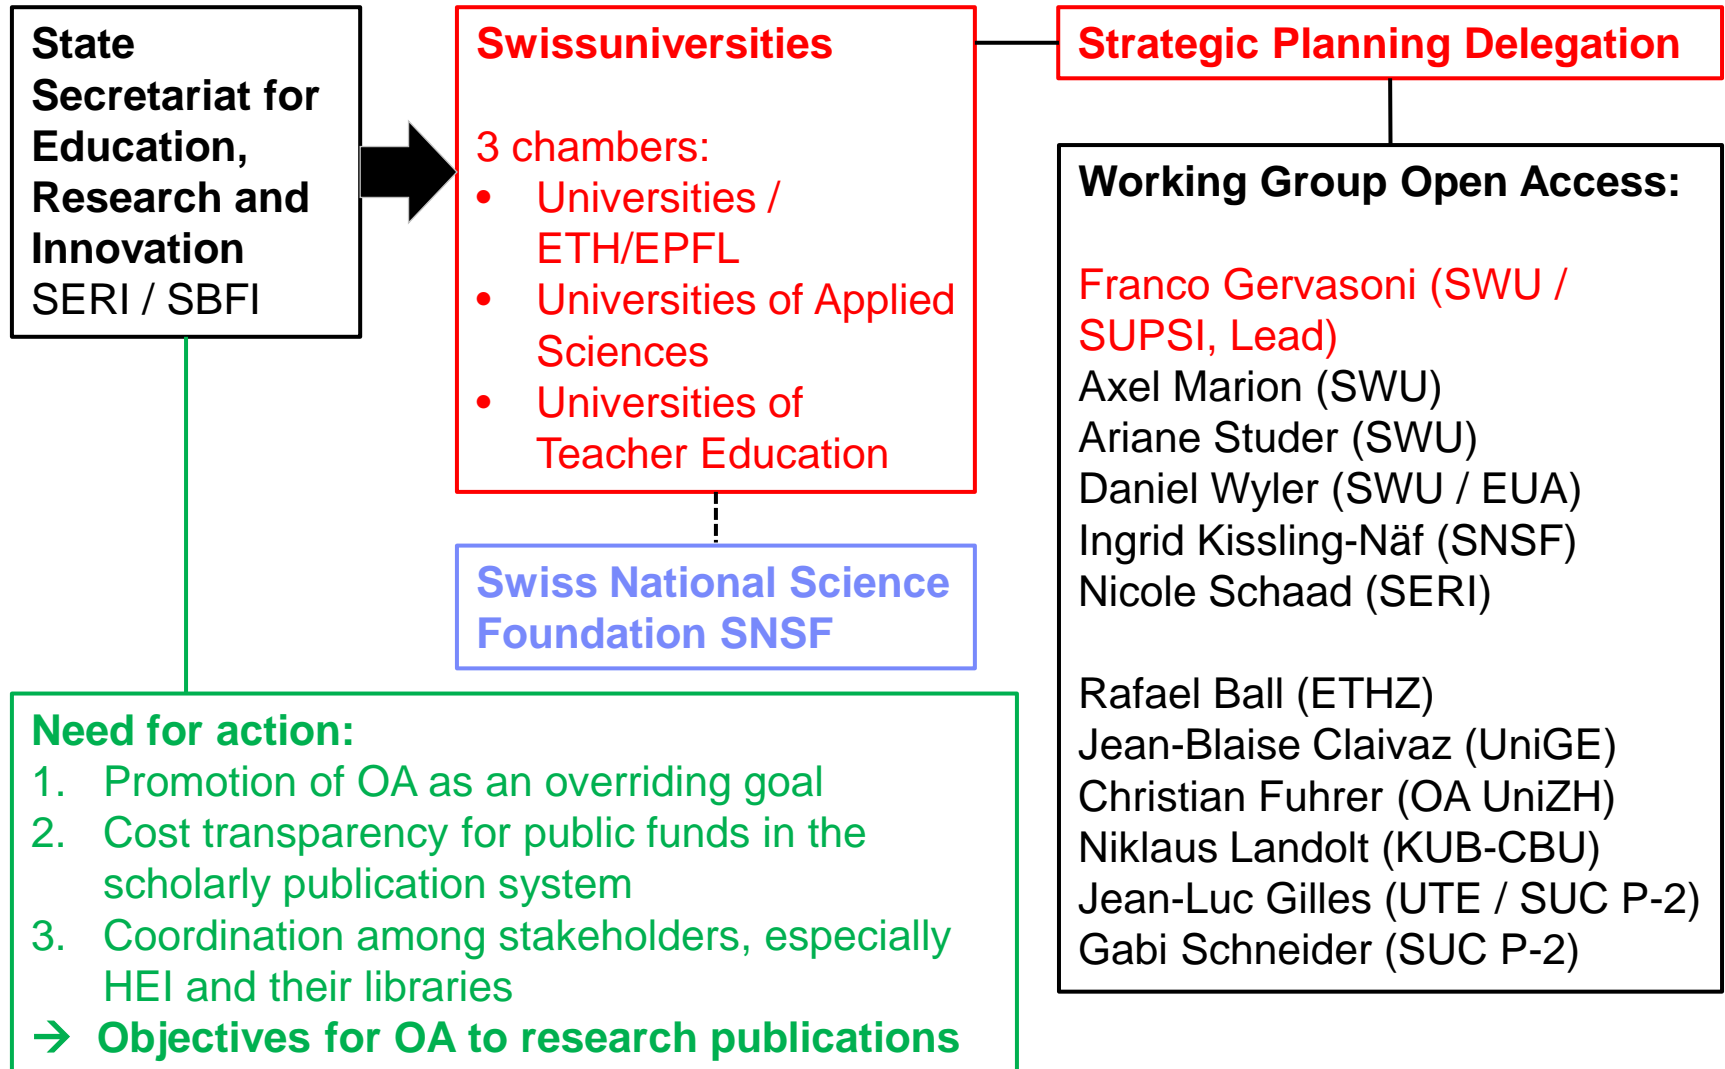 State
Secretariat for
Education,
Research and
Innovation
SERI / SBFI
Swissuniversities
3 chambers:
• Universities /
ETH/EPFL
• Universities of Applied
Sciences
• Universities of
Teacher Education
Swiss National Science
Foundation SNSF
Strategic Planning Delegation
Working Group Open Access:
Franco Gervasoni (SWU /
SUPSI, Lead)
Axel Marion (SWU)
Ariane Studer (SWU)
Daniel Wyler (SWU / EUA)
Ingrid Kissling-Näf (SNSF)
Nicole Schaad (SERI)
Rafael Ball (ETHZ)
Jean-Blaise Claivaz (UniGE)
Christian Fuhrer (OA UniZH)
Niklaus Landolt (KUB-CBU)
Jean-Luc Gilles (UTE / SUC P-2)
Gabi Schneider (SUC P-2)
Need for action:
1. Promotion of OA as an overriding goal
2. Cost transparency for public funds in the
scholarly publication system
3. Coordination among stakeholders, especially
HEI and their libraries
→ Objectives for OA to research publications